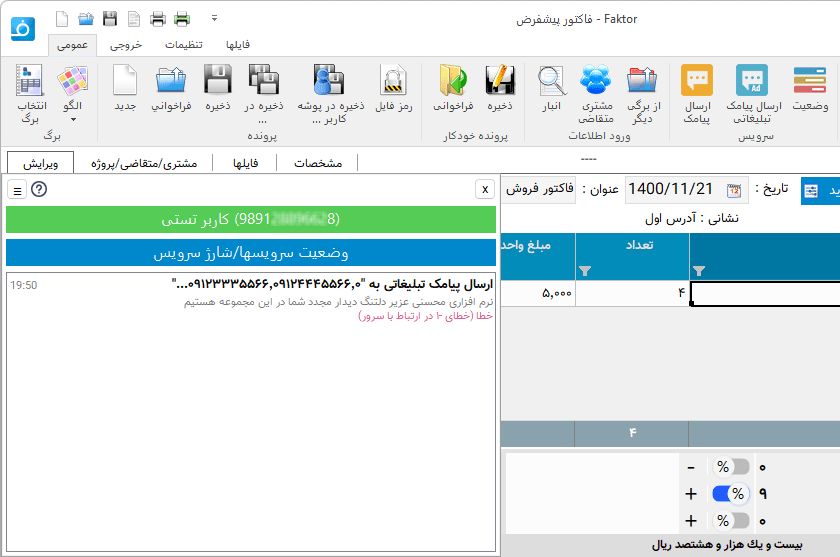 Faktor - فاکتور پیشفرض
عمومی خروجی تنظیمات فایلها
انتخاب برگ
الگو
برگ
جدید
فراخوانی
ذخیره
ذخیره در ...
ذخیره در پوشه کاربر ...
رمز فایل
پرونده
فراخوانی
ذخیره
پرونده خودکار
انبار
مشتری متقاضی
از برگی دیگر
ورود اطلاعات
ارسال پیامک
ارسال پیامک تبلیغاتی
وضعیت
سرویس
ویرایش مشتری/متقاضی/پروژه فایلها مشخصات
----
x
تاریخ : 1400/11/21 عنوان : فاکتور فروش
نشانی : آدرس اول
کاربر تستی (9891
8)
وضعیت سرویسها/شارژ سرویس
ارسال پیامک تبلیغاتی به "۰۹۱۲۳۳۳۵۵۶۶,۰۹۱۲۴۴۴۵۵۶۶,۰..."
19:50
نرم افزاری محسنی عزیر دلتنگ دیدار مجدد شما در این مجموعه هستیم
خطا (خطای -۱ در ارتباط با سرور)
تعداد مبلغ واحد
۴ ۵,۰۰۰
۴
۰ % -
۹ % +
۰ % +
بیست و یك هزار و هشتصد ریال